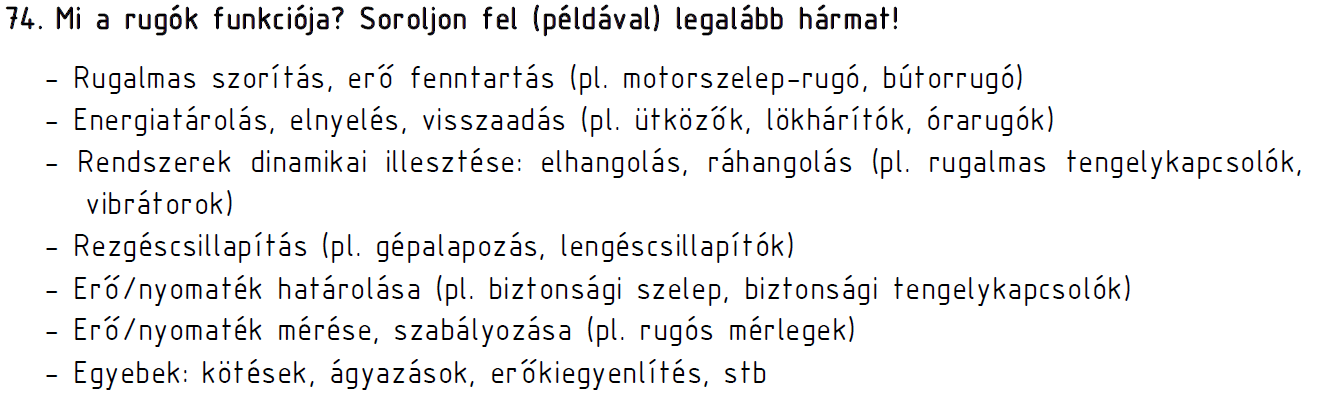 74. Mi a rugók funkciója? Soroljon fel (példával) legalább hármat!
- Rugalmas szorítás, erő fenntartás (pl. motorszelep-rugó, bútorrugó)
- Energiatárolás, elnyelés, visszaadás (pl. ütközők, lökhárítók, órarugók)
- Rendszerek dinamikai illesztése: elhangolás, ráhangolás (pl. rugalmas tengelykapcsolók,
vibrátorok)
- Rezgéscsillapítás (pl. gépalapozás, lengéscsillapítók)
- Erő/nyomaték határolása (pl. biztonsági szelep, biztonsági tengelykapcsolók)
- Erő/nyomaték mérése, szabályozása (pl. rugós mérlegek)
- Egyebek: kötések, ágyazások, erőkiegyenlítés, stb